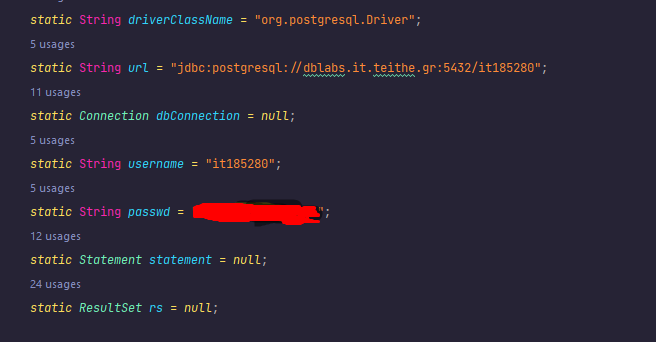 static String driverClassName = "org.postgresql.Driver";
5 usages
static String url = "jdbc:postgresql://dblabs.it.teithe.gr:5432/it185280";
11 usages
static Connection dbConnection = null;
5 usages
static String username = "it185280";
5 usages
static String passwd = ";
12 usages
static Statement statement = null;
24 usages
static ResultSet rs = null;